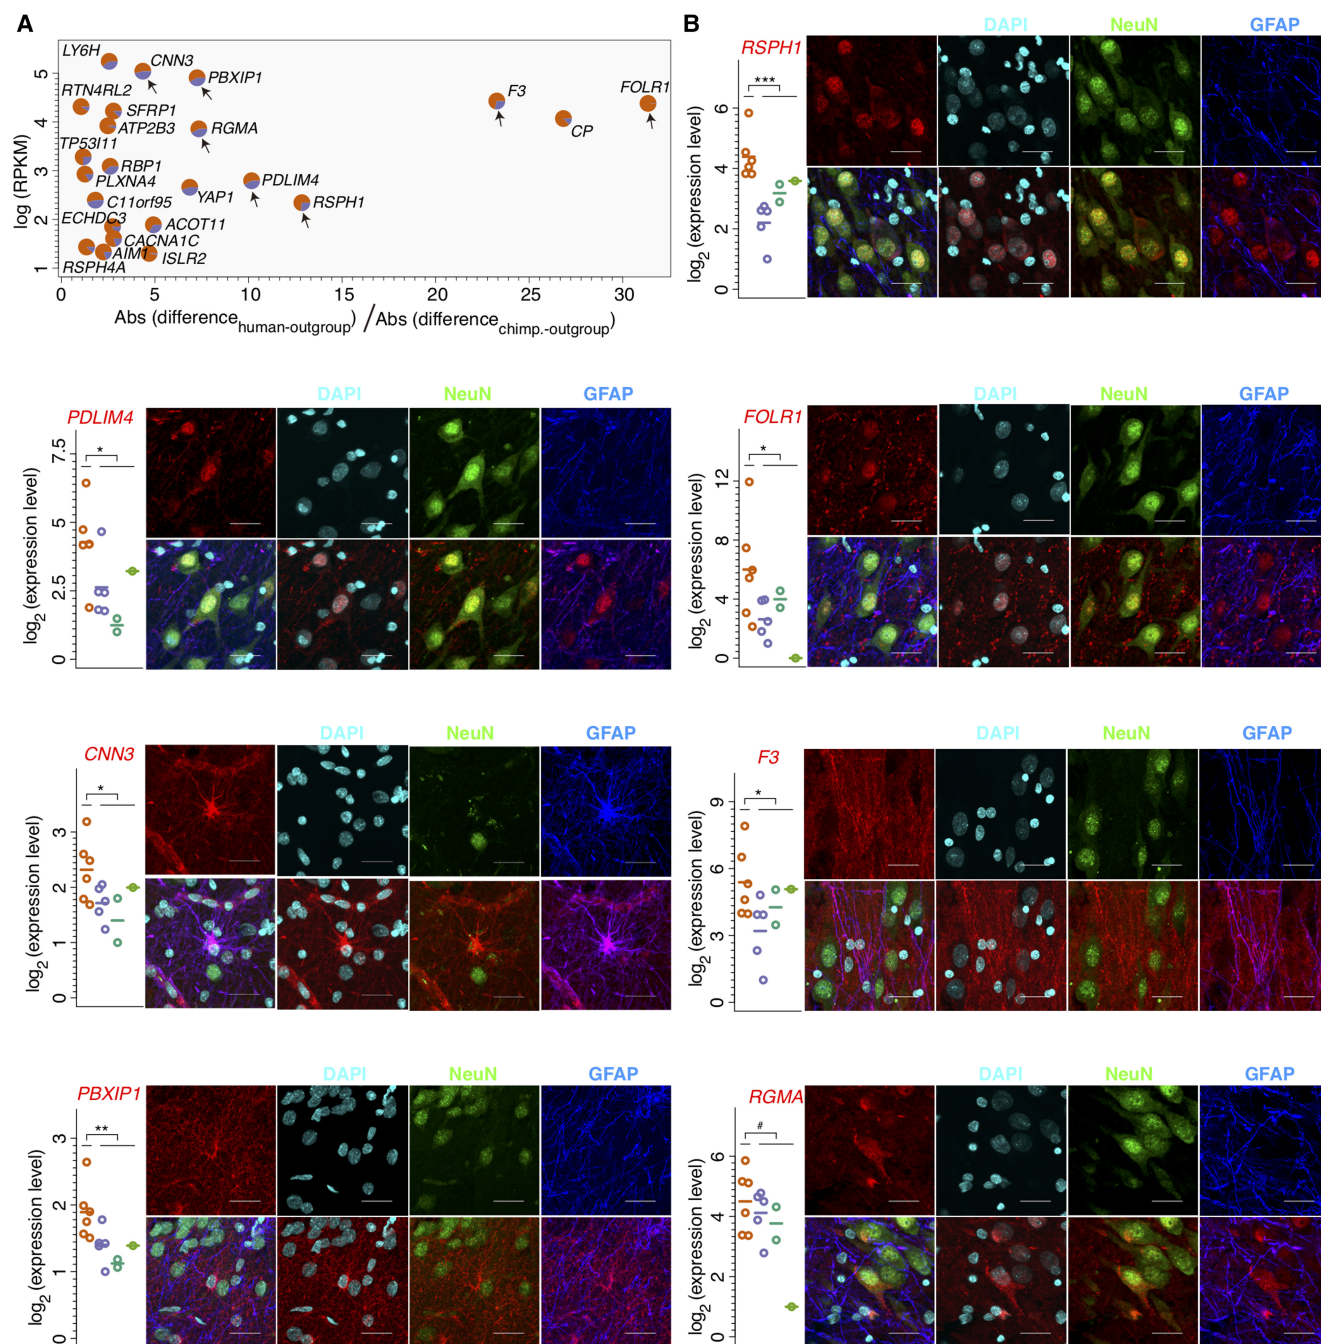 A
LY6H
CNN3
PBXIP1
RTN4RL2
SFRP1
ATP2B3
RGMA
F3
CP
FOLR1
TP53I11
RBP1
PLXNA4
C11orf95
YAP1
PDLIM4
RSPH1
ECHDC3
ACOT11
CACNA1C
AIM1
ISLR2
RSPH4A
log (RPKM)
5
4
3
2
1
0 5 10 15 20 25 30
Abs (difference human-outgroup) / Abs (difference chimp.-outgroup)
B
DAPI NeuN GFAP
RSPH1
***
log2 (expression level)
6
4
2
0
DAPI NeuN GFAP
PDLIM4
*
log2 (expression level)
7.5
5
2.5
0
DAPI NeuN GFAP
FOLR1
*
log2 (expression level)
12
8
4
0
DAPI NeuN GFAP
CNN3
*
log2 (expression level)
3
2
1
0
DAPI NeuN GFAP
F3
*
log2 (expression level)
9
6
3
0
DAPI NeuN GFAP
PBXIP1
**
log2 (expression level)
3
2
1
0
DAPI NeuN GFAP
RGMA
#
log2 (expression level)
6
4
2
0